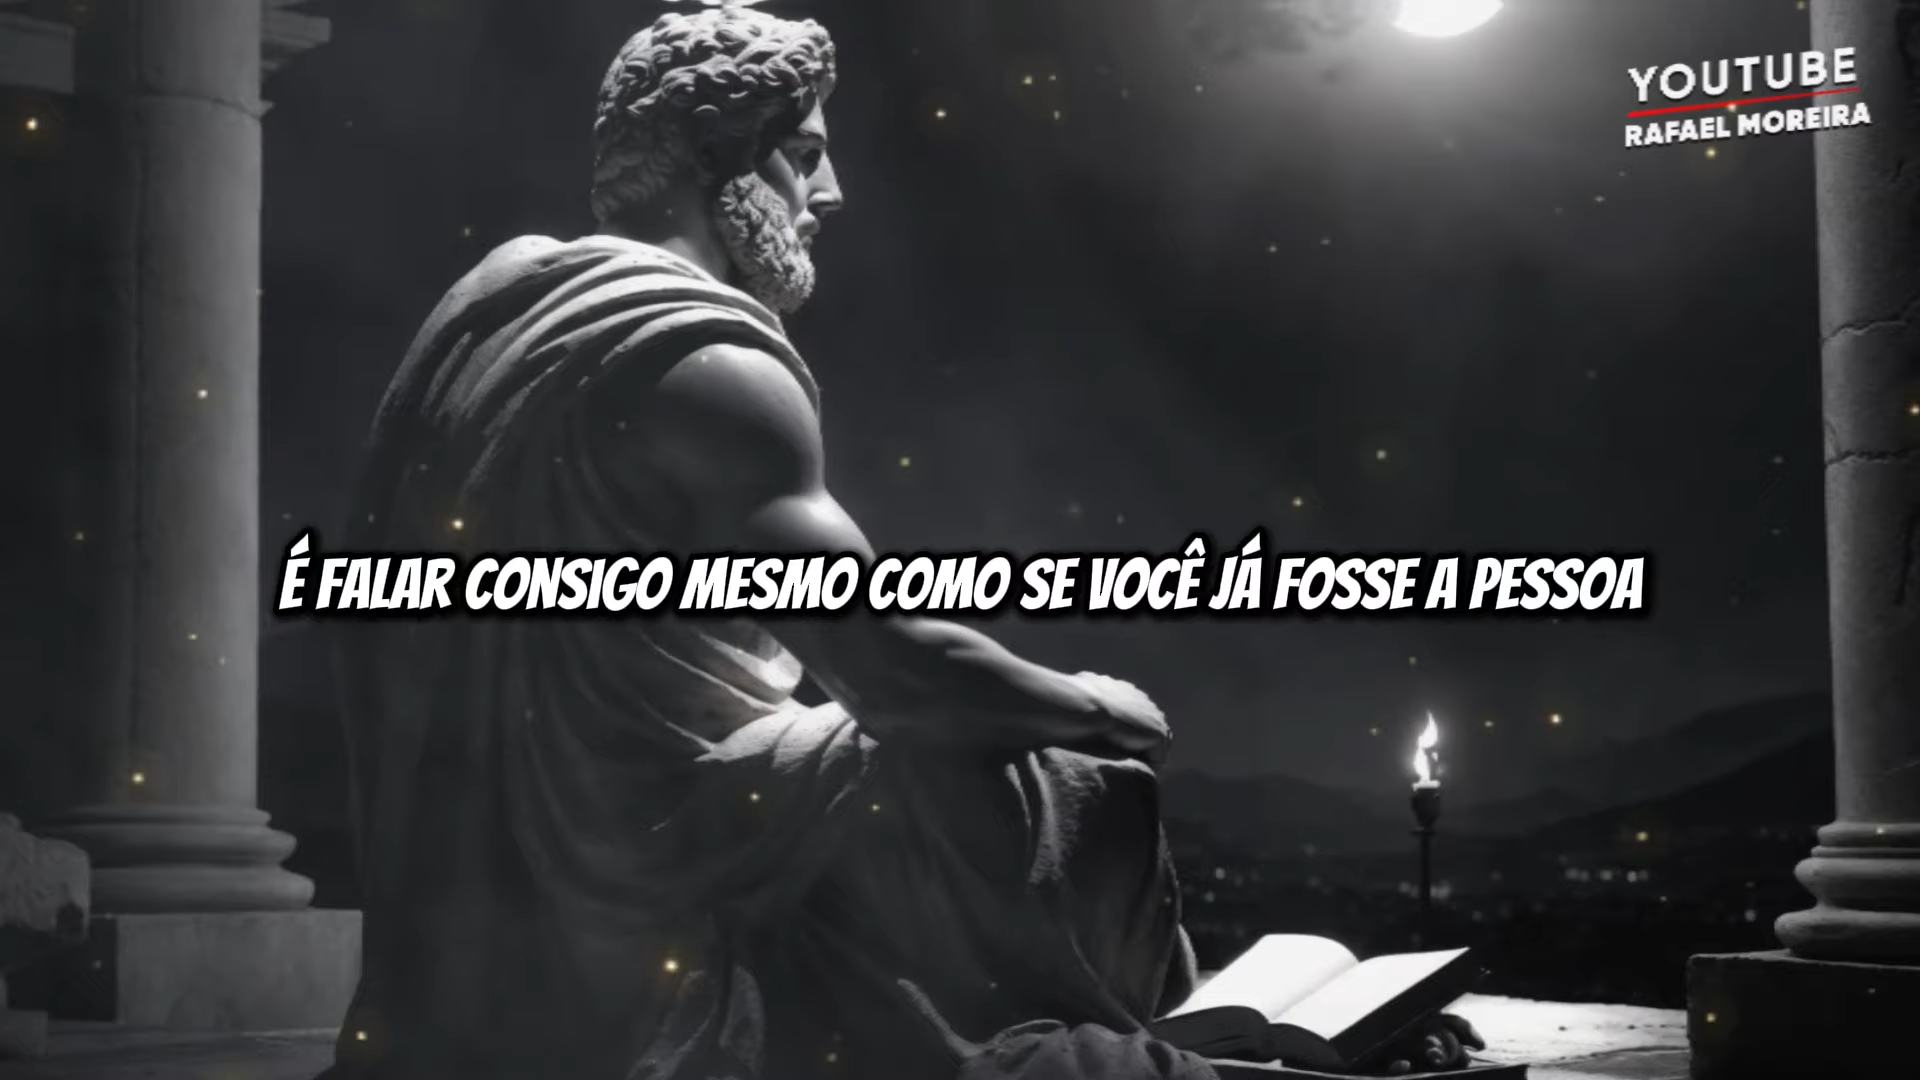 YOUTUBE
RAFAEL MOREIRA
É FALAR CONSIGO MESMO COMO SE VOCÊ JÁ FOSSE A PESSOA